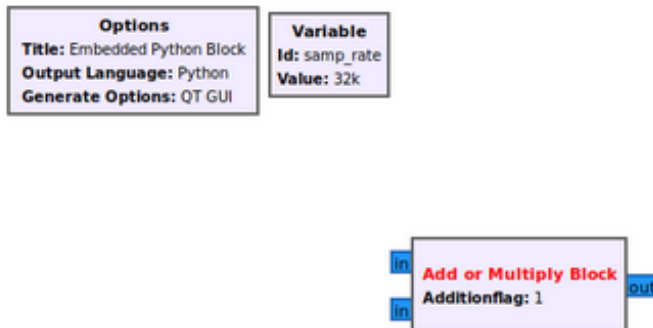 Options
Title: Embedded Python Block
Output Language: Python
Generate Options: QT GUI
Variable
Id: samp_rate
Value: 32k
in
Add or Multiply Block
Additionflag: 1
out
in